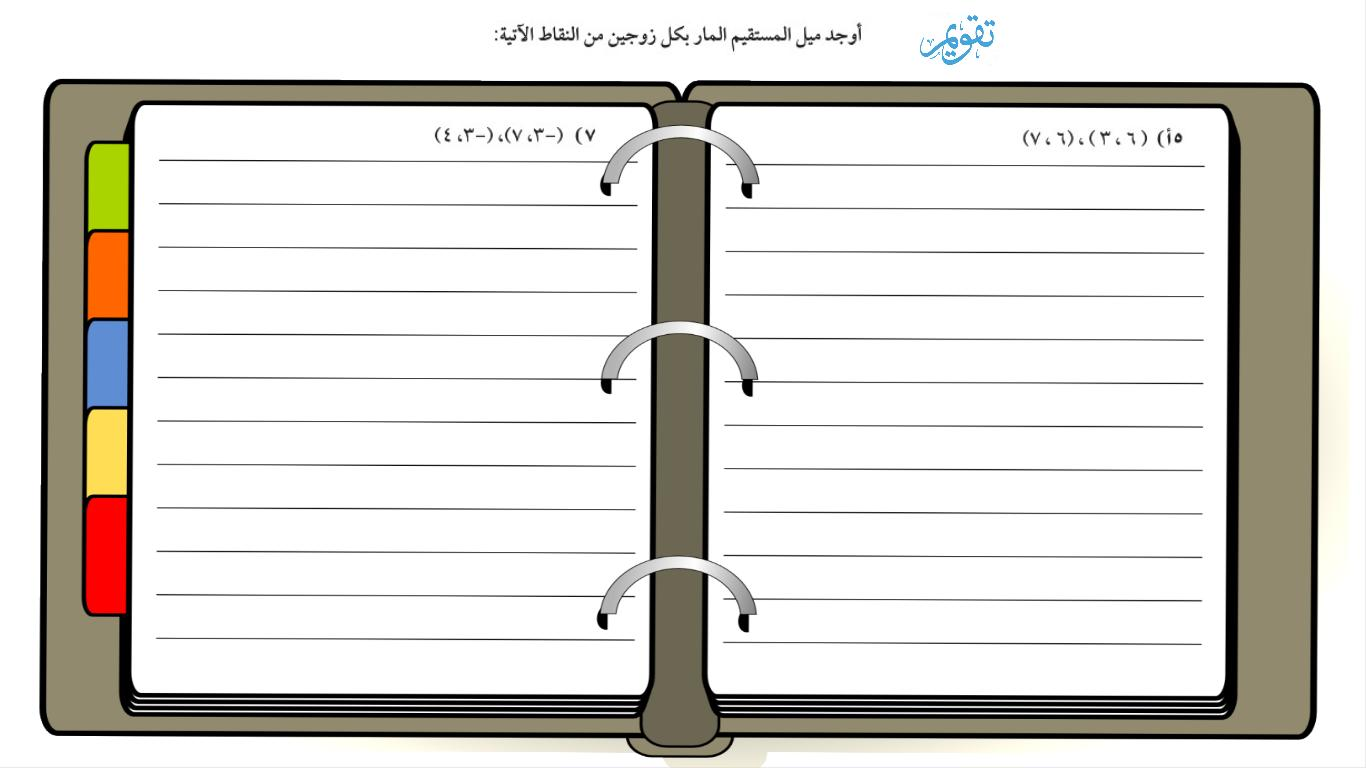 تقويم
أوجد ميل المستقيم المار بكل زوجين من النقاط الآتية:
٥أ) (٦ ، ٣) ، (٦ ، ٧)
٧) (−٣، ٧)، (−٣، ٤)